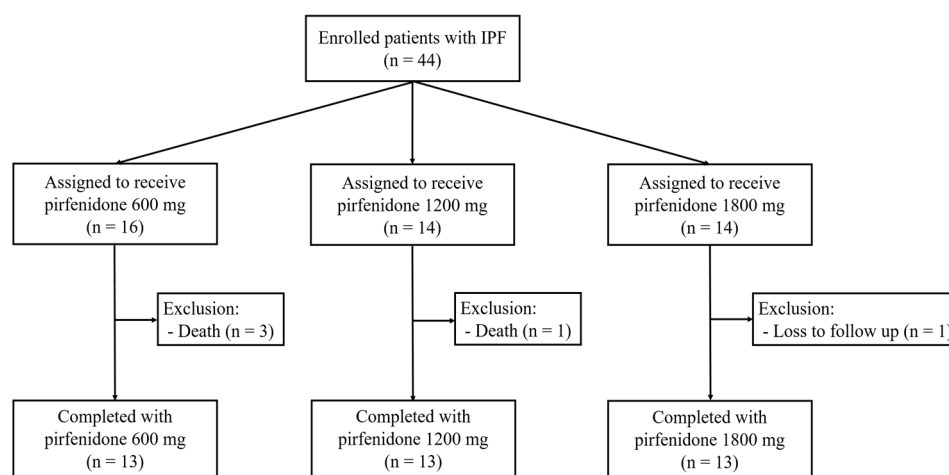 Enrolled patients with IPF
(n = 44)
Assigned to receive
pirfenidone 600 mg
(n = 16)
Assigned to receive
pirfenidone 1200 mg
(n = 14)
Assigned to receive
pirfenidone 1800 mg
(n = 14)
Exclusion:
- Death (n = 3)
Exclusion:
- Death (n = 1)
Exclusion:
- Loss to follow up (n = 1)
Completed with
pirfenidone 600 mg
(n = 13)
Completed with
pirfenidone 1200 mg
(n = 13)
Completed with
pirfenidone 1800 mg
(n = 13)